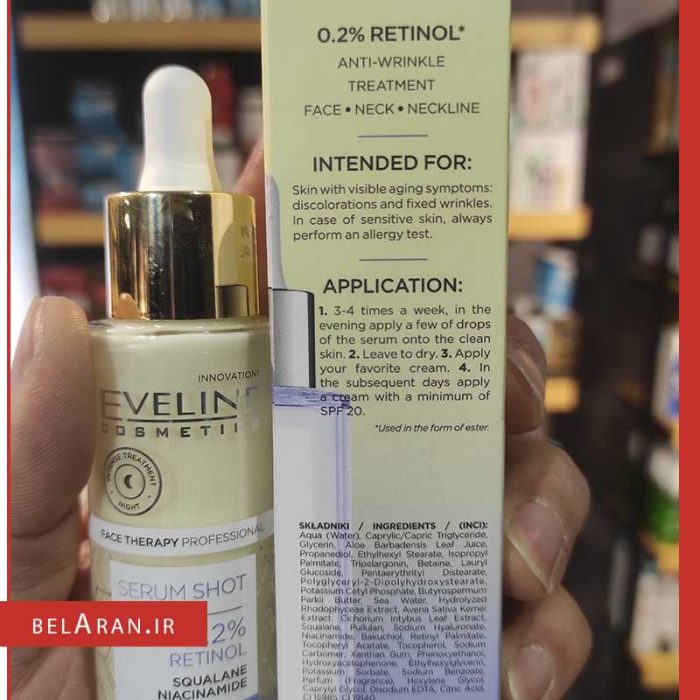 0.2% RETINOL*
ANTI-WRINKLE
TREATMENT
FACE • NECK • NECKLINE
INTENDED FOR:
Skin with visible aging symptoms:
discolorations and fixed wrinkles.
In case of sensitive skin, always
perform an allergy test.
APPLICATION:
1. 3-4 times a week, in the
evening apply a few of drops
of the serum onto the clean
skin. 2. Leave to dry. 3. Apply
your favorite cream. 4. In
the subsequent days apply
a cream with a minimum of
SPF 20.
*Used in the form of ester.
SKŁADNIKI / INGREDIENTS / (INCI):
Aqua (Water), Caprylic/Capric Triglyceride,
Glycerin, Aloe Barbadensis Leaf Juice,
Propanediol, Ethylhexyl Stearate, Isopropyl
Palmitate, Tripelargonin, Betaine, Lauryl
Glucoside, Pentaerythrityl Distearate,
Polyglyceryl-2-Dipolyhydroxystearate,
Potassium Cetyl Phosphate, Butyrospermum
Parkii Butter, Sea Water, Hydrolyzed
Rhodophyceae Extract, Avena Sativa Kernel
Extract, Cichorium Intybus Leaf Extract,
Squalane, Pullulan, Sodium Hyaluronate,
Niacinamide, Bakuchiol, Retinyl Palmitate,
Tocopheryl Acetate, Tocopherol, Sodium
Carbomer, Xanthan Gum, Phenoxyethanol,
Hydroxyacetophenone, Ethylhexylglycerin,
Potassium Sorbate, Sodium Benzoate,
Parfum (Fragrance), Hexylene Glycol,
Caprylyl Glycol, Disodium EDTA, Citric Acid,
CI 15985, CI 19140
INNOVATION!
EVELINE
COSMETICS
INTENSE TREATMENT
NIGHT
FACE THERAPY PROFESSIONAL
SERUM SHOT
2%
RETINOL
SQUALANE
NIACINAMIDE
BELARAN.IR